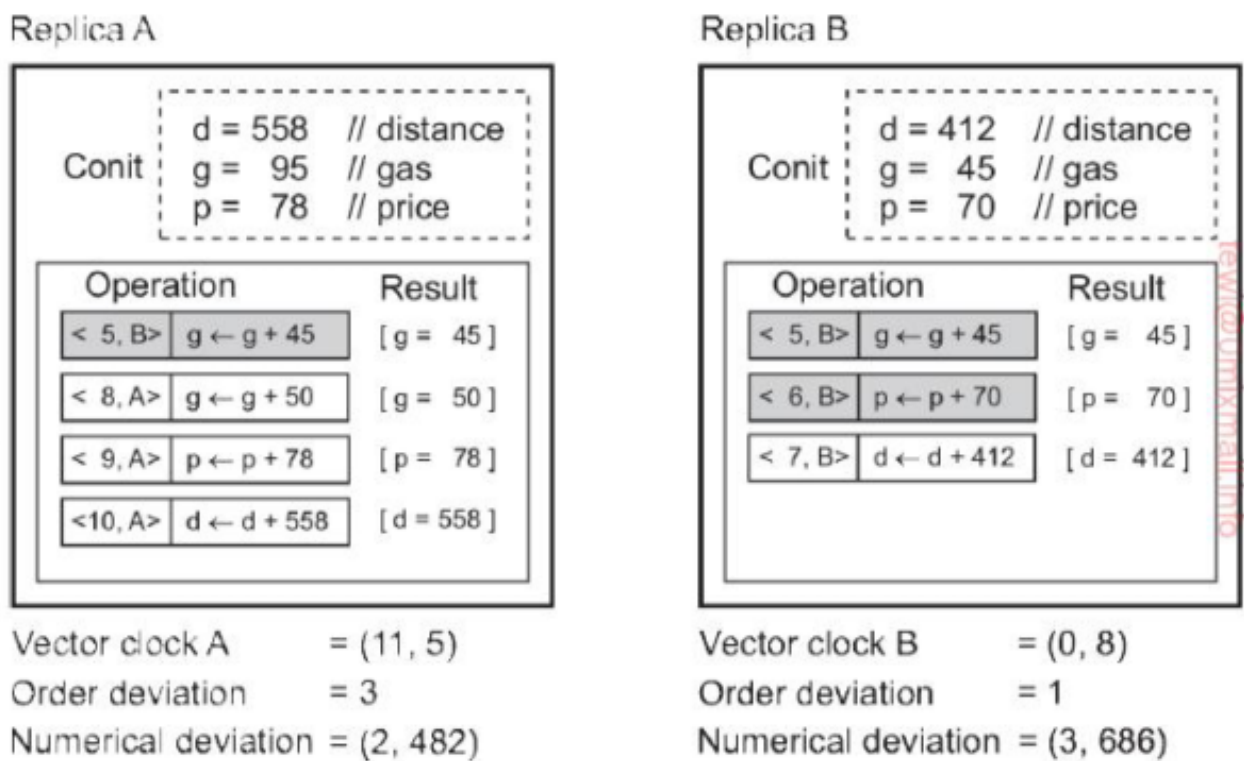 Replica A
Conit
d = 558 // distance
g = 95 // gas
p = 78 // price
Operation Result
< 5, B> g ← g + 45 [ g = 45 ]
< 8, A> g ← g + 50 [ g = 50 ]
< 9, A> p ← p + 78 [ p = 78 ]
<10, A> d ← d + 558 [ d = 558 ]
Vector clock A = (11, 5)
Order deviation = 3
Numerical deviation = (2, 482)
Replica B
Conit
d = 412 // distance
g = 45 // gas
p = 70 // price
Operation Result
< 5, B> g ← g + 45 [ g = 45 ]
< 6, B> p ← p + 70 [ p = 70 ]
< 7, B> d ← d + 412 [ d = 412 ]
Vector clock B = (0, 8)
Order deviation = 1
Numerical deviation = (3, 686)